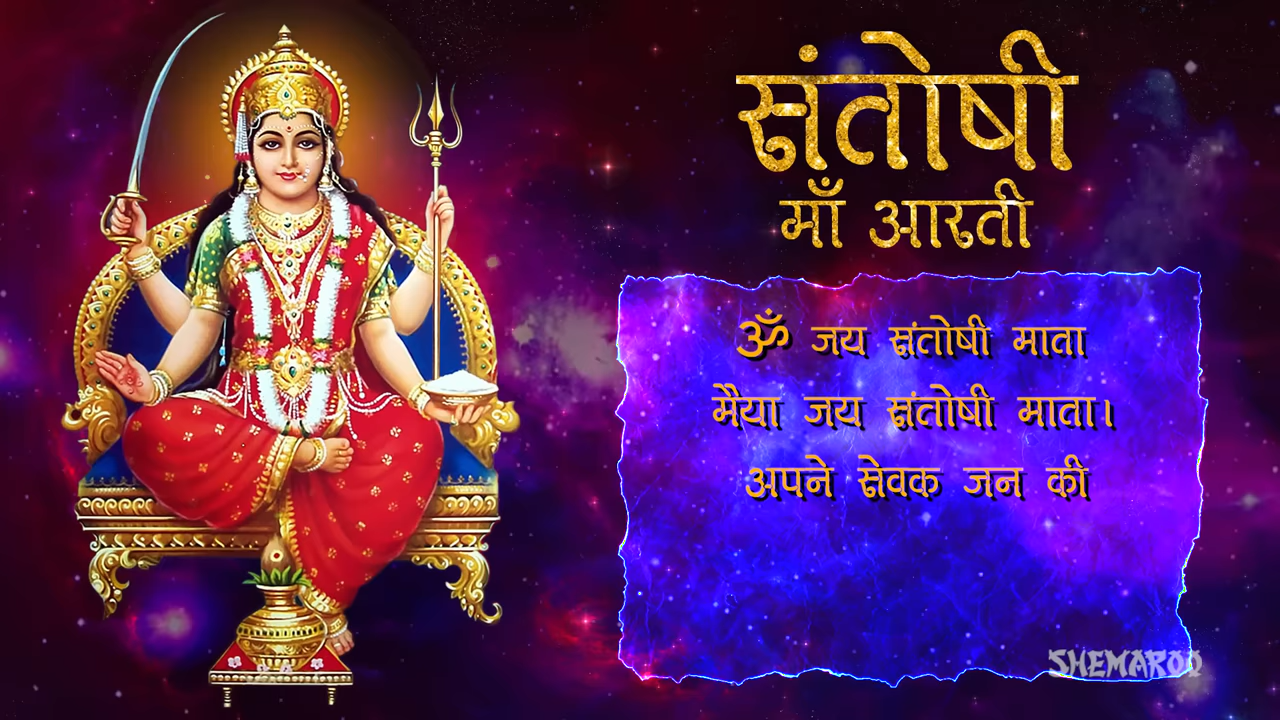 संतोषी
माँ आरती
ॐ जय संतोषी माता
मैया जय संतोषी माता।
अपने सेवक जन की
SHEMAROO